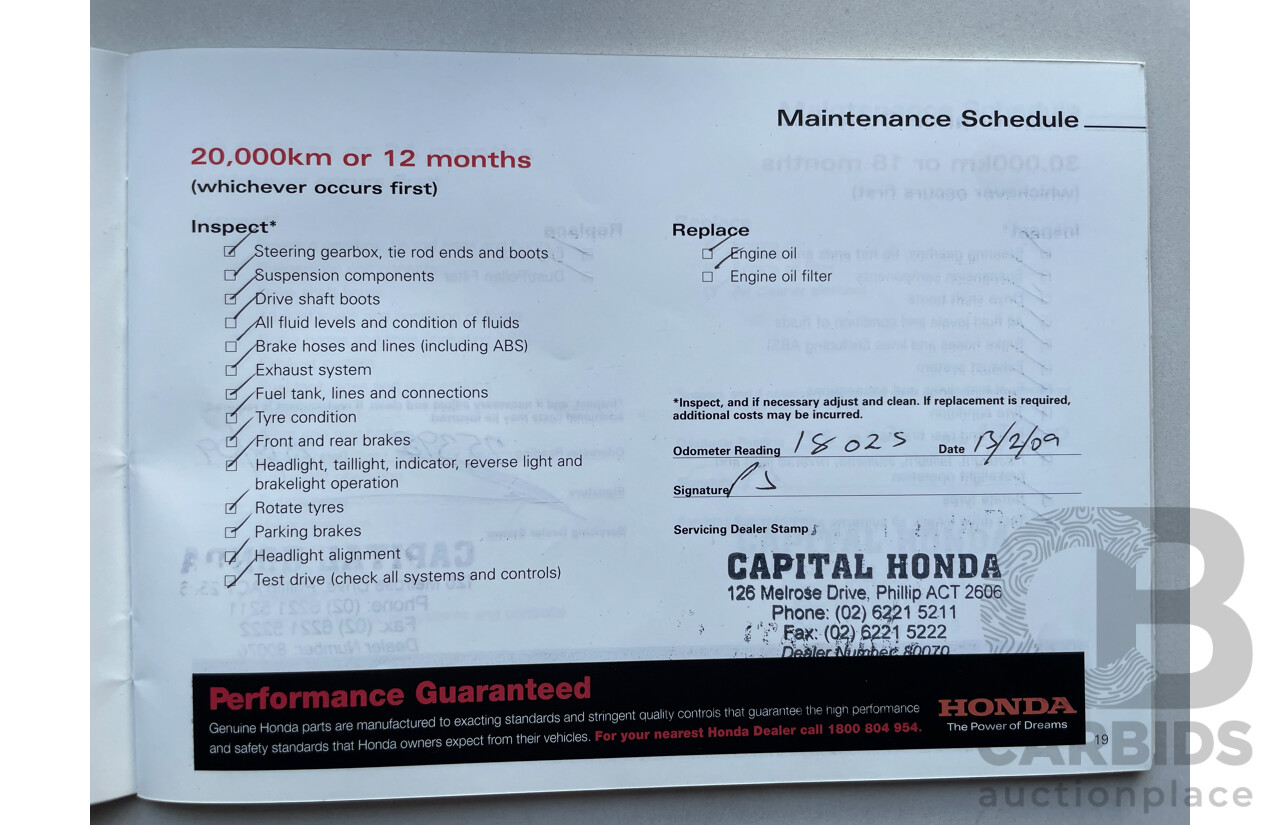 Maintenance Schedule
20,000km or 12 months
(whichever occurs first)
Inspect*
Steering gearbox, tie rod ends and boots
Suspension components
Drive shaft boots
All fluid levels and condition of fluids
Brake hoses and lines (including ABS)
Exhaust system
Fuel tank, lines and connections
Tyre condition
Front and rear brakes
Headlight, taillight, indicator, reverse light and
brakelight operation
Rotate tyres
Parking brakes
Headlight alignment
Test drive (check all systems and controls)
Replace
Engine oil
Engine oil filter
*Inspect, and if necessary adjust and clean. If replacement is required,
additional costs may be incurred.
Odometer Reading 18025 Date 13/2/09
Signature
Servicing Dealer Stamp
CAPITAL HONDA
126 Melrose Drive, Phillip ACT 2606
Phone: (02) 6221 5211
Fax: (02) 6221 5222
Dealer Number 80070
Performance Guaranteed
Genuine Honda parts are manufactured to exacting standards and stringent quality controls that guarantee the high performance
and safety standards that Honda owners expect from their vehicles. For your nearest Honda Dealer call 1800 804 954.
HONDA
The Power of Dreams
19
CARBIDS
auctionplace